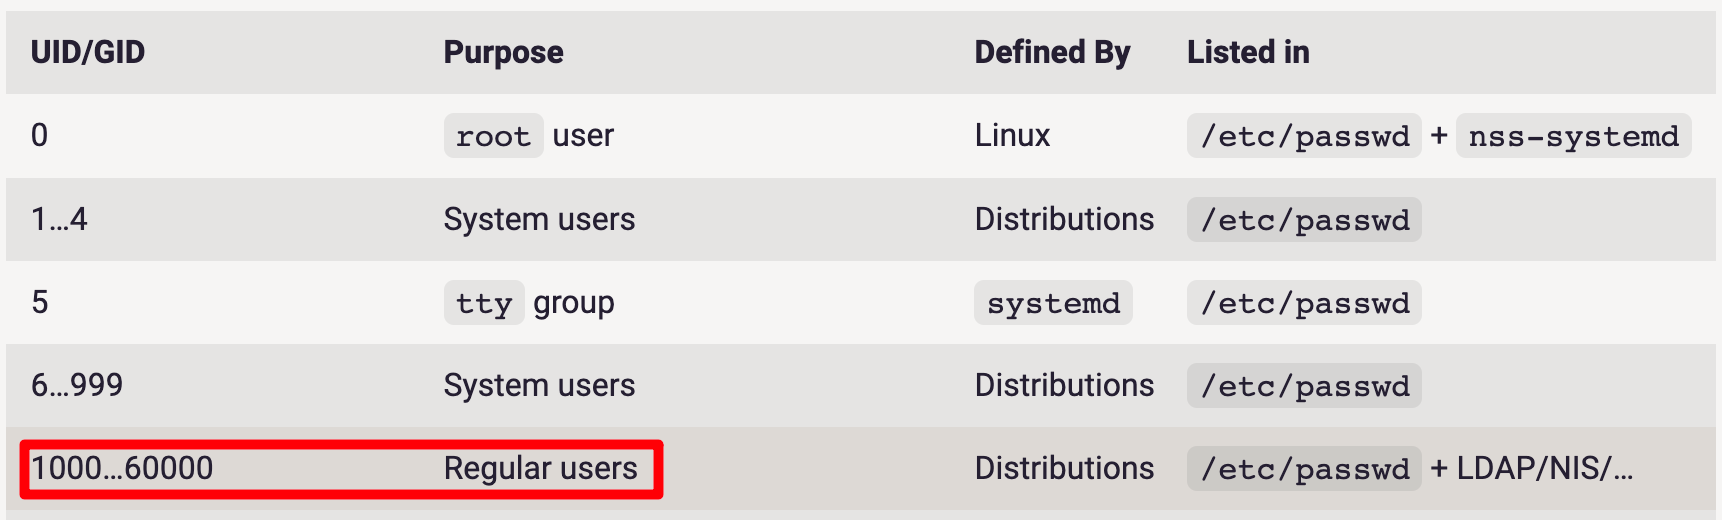 UID/GID Purpose Defined By Listed in
0 root user Linux /etc/passwd + nss-systemd
1…4 System users Distributions /etc/passwd
5 tty group systemd /etc/passwd
6…999 System users Distributions /etc/passwd
1000…60000 Regular users Distributions /etc/passwd + LDAP/NIS/…